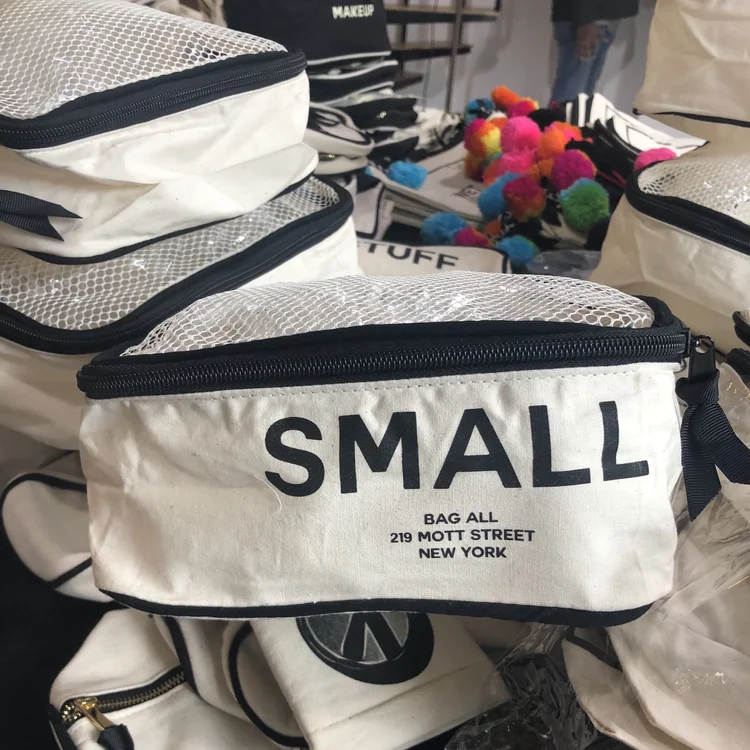 MAKEUP
TUFF
SMALL
BAG ALL
219 MOTT STREET
NEW YORK